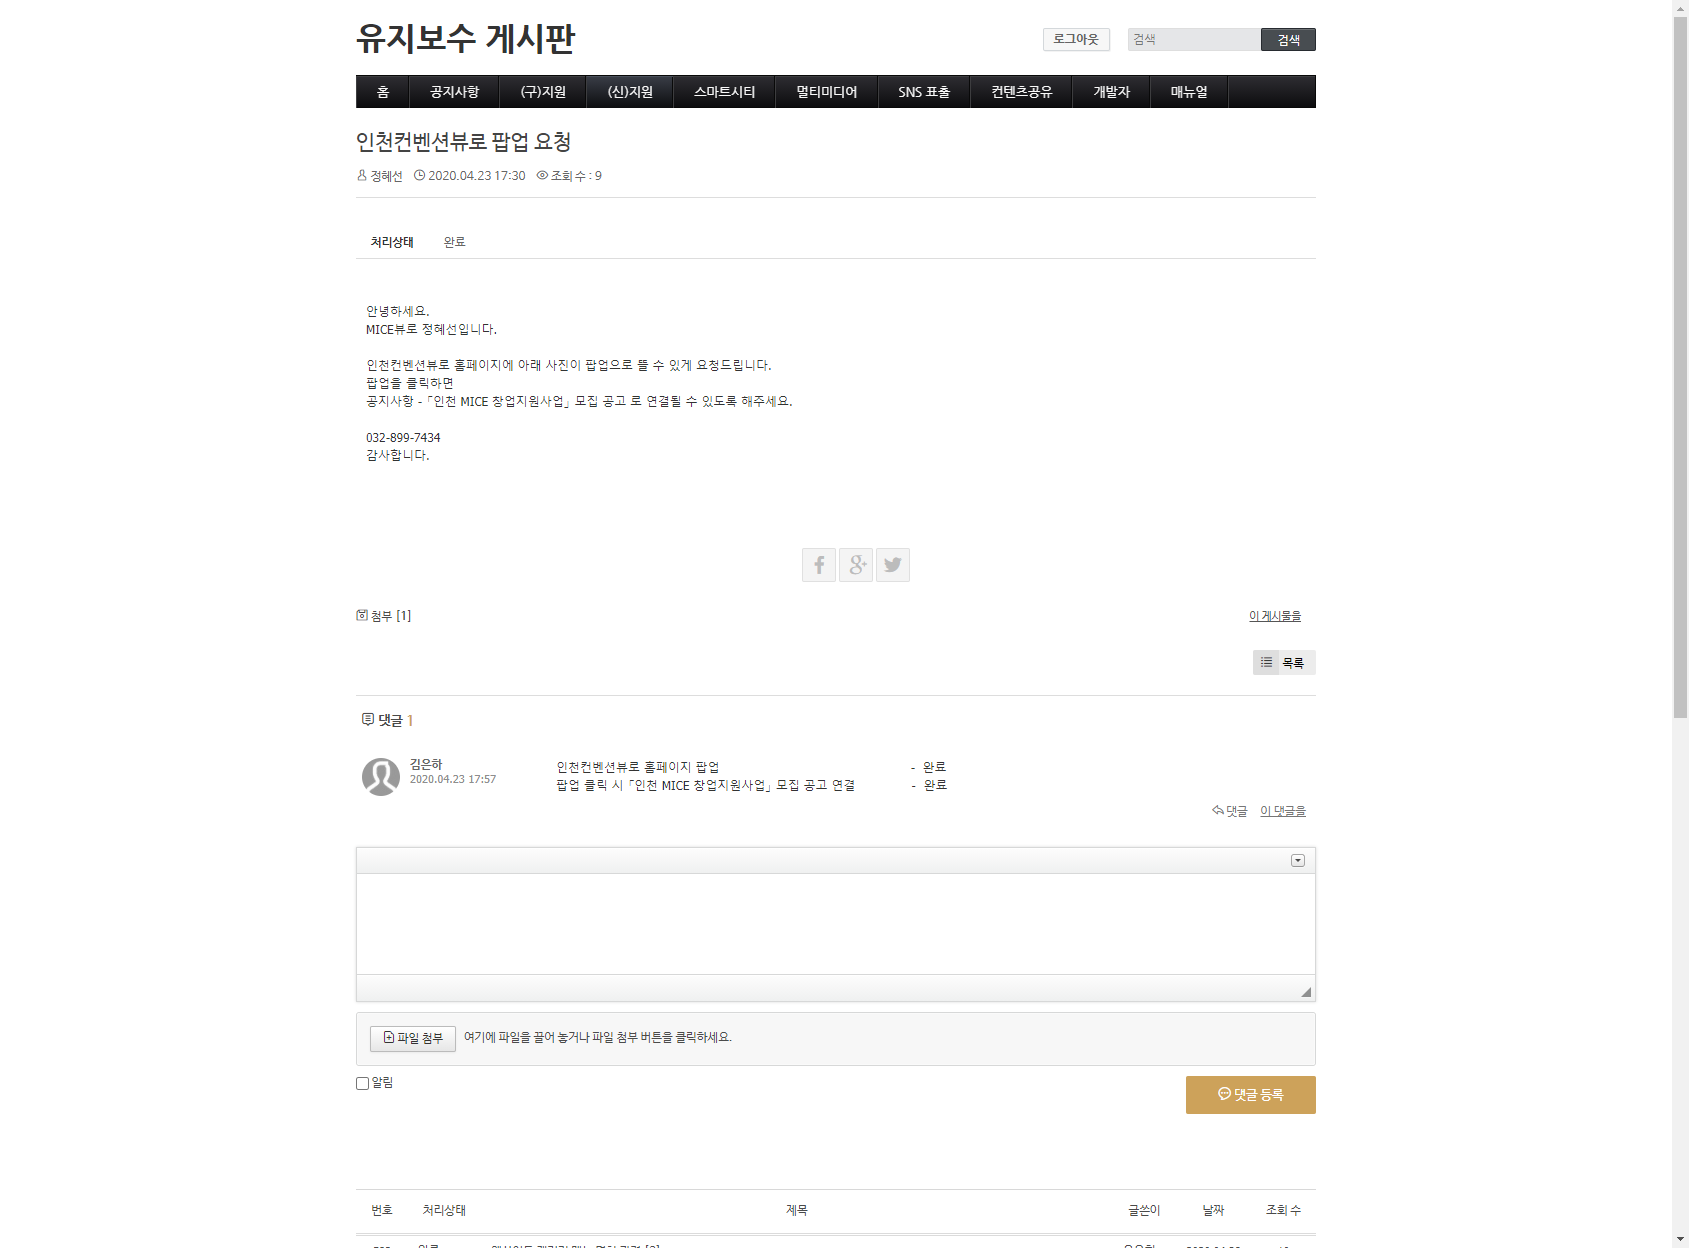 유지보수 게시판
로그아웃 검색 검색
홈 공지사항 (구)지원 (신)지원 스마트시티 멀티미디어 SNS 표출 컨텐츠공유 개발자 매뉴얼
인천컨벤션뷰로 팝업 요청
정혜선 2020.04.23 17:30 조회 수 : 9
처리상태 완료
안녕하세요.
MICE뷰로 정혜선입니다.
인천컨벤션뷰로 홈페이지에 아래 사진이 팝업으로 뜰 수 있게 요청드립니다.
팝업을 클릭하면
공지사항 - 「인천 MICE 창업지원사업」 모집 공고 로 연결될 수 있도록 해주세요.
032-899-7434
감사합니다.
첨부 [1] 이 게시물을
목록
댓글 1
김은하
2020.04.23 17:57
인천컨벤션뷰로 홈페이지 팝업 - 완료
팝업 클릭 시 「인천 MICE 창업지원사업」 모집 공고 연결 - 완료
댓글 이 댓글을
파일 첨부 여기에 파일을 끌어 놓거나 파일 첨부 버튼을 클릭하세요.
알림
댓글 등록
번호 처리상태 제목 글쓴이 날짜 조회 수